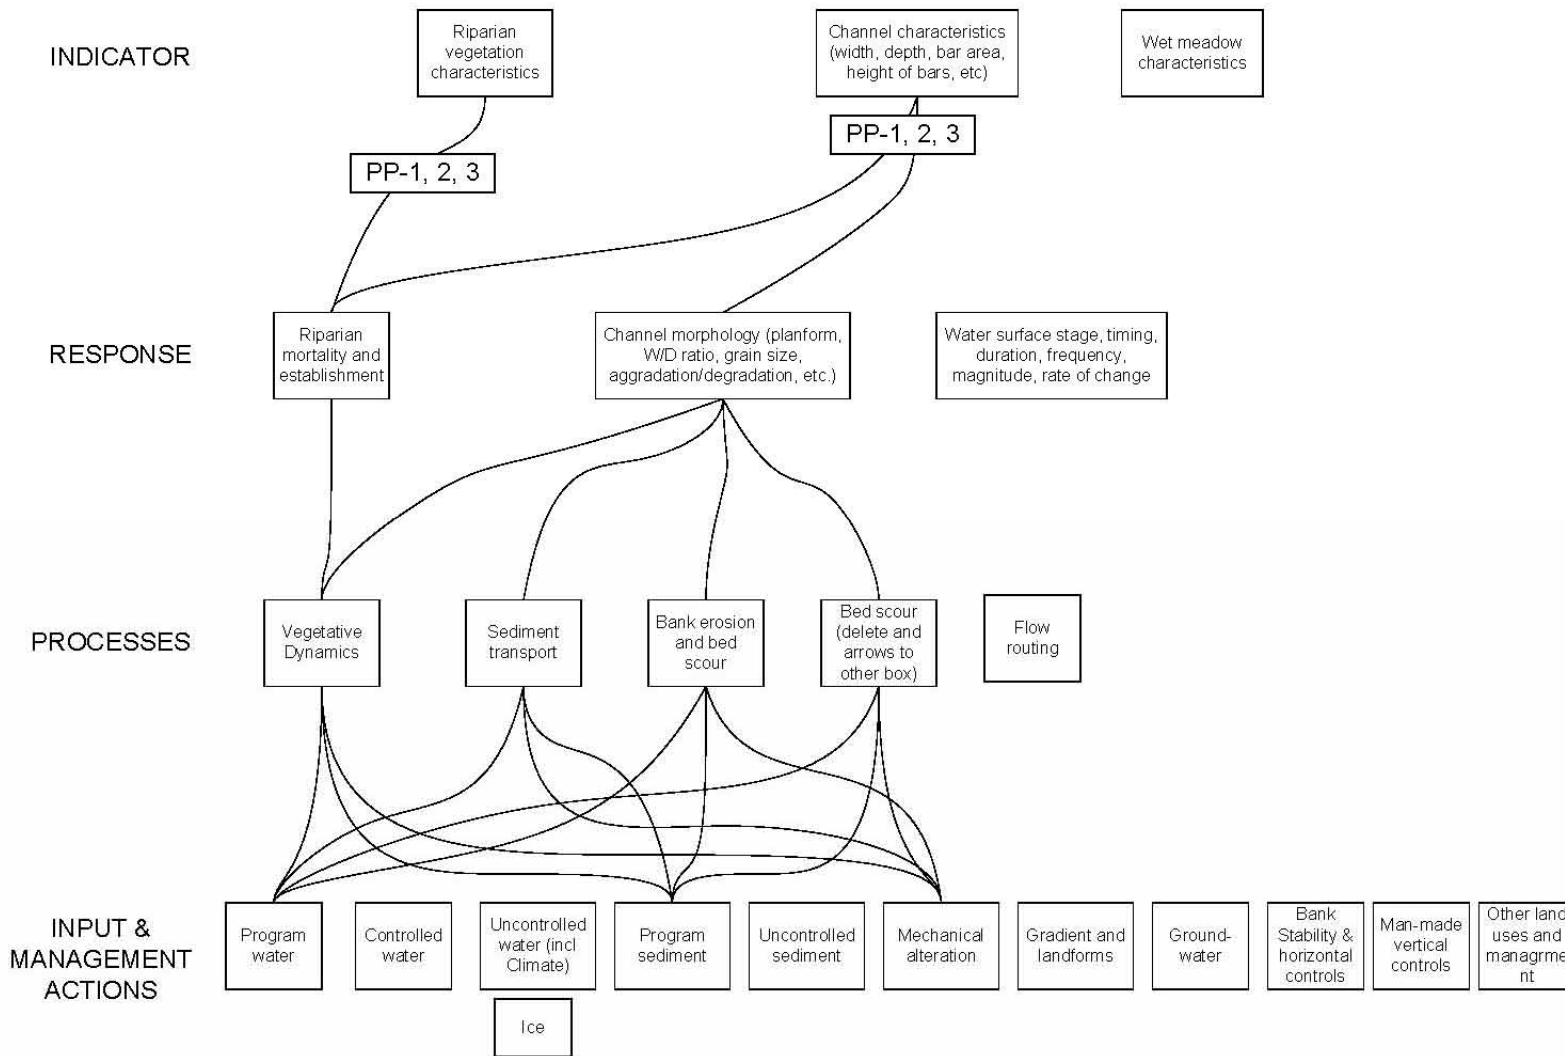 INDICATOR
Riparian
vegetation
characteristics
Channel characteristics
(width, depth, bar area,
height of bars, etc)
Wet meadow
characteristics
PP-1, 2, 3
PP-1, 2, 3
RESPONSE
Riparian
mortality and
establishment
Channel morphology (planform,
W/D ratio, grain size,
aggradation/degradation, etc.)
Water surface stage, timing,
duration, frequency,
magnitude, rate of change
PROCESSES
Vegetative
Dynamics
Sediment
transport
Bank erosion
and bed
scour
Bed scour
(delete and
arrows to
other box)
Flow
routing
INPUT &
MANAGEMENT
ACTIONS
Program
water
Controlled
water
Uncontrolled
water (incl
Climate)
Program
sediment
Uncontrolled
sediment
Mechanical
alteration
Gradient and
landforms
Ground-
water
Bank
Stability &
horizontal
controls
Man-made
vertical
controls
Other land
uses and
managrme
nt
Ice